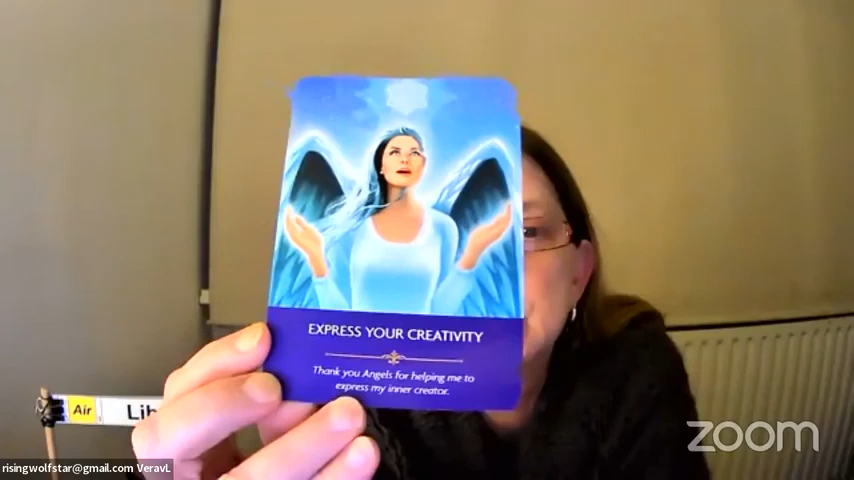 EXPRESS YOUR CREATIVITY
Thank you Angels for helping me to
express my inner creator.
Air
Lib
zoom
risingwolfstar@gmail.com VeravL